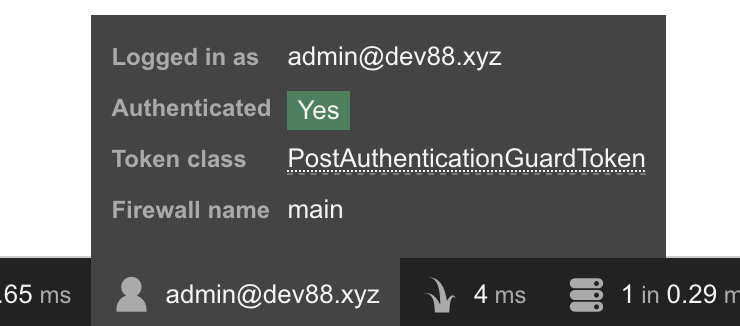 Logged in as admin@dev88.xyz
Authenticated Yes
Token class PostAuthenticationGuardToken
Firewall name main
.65 ms admin@dev88.xyz 4 ms 1 in 0.29 m